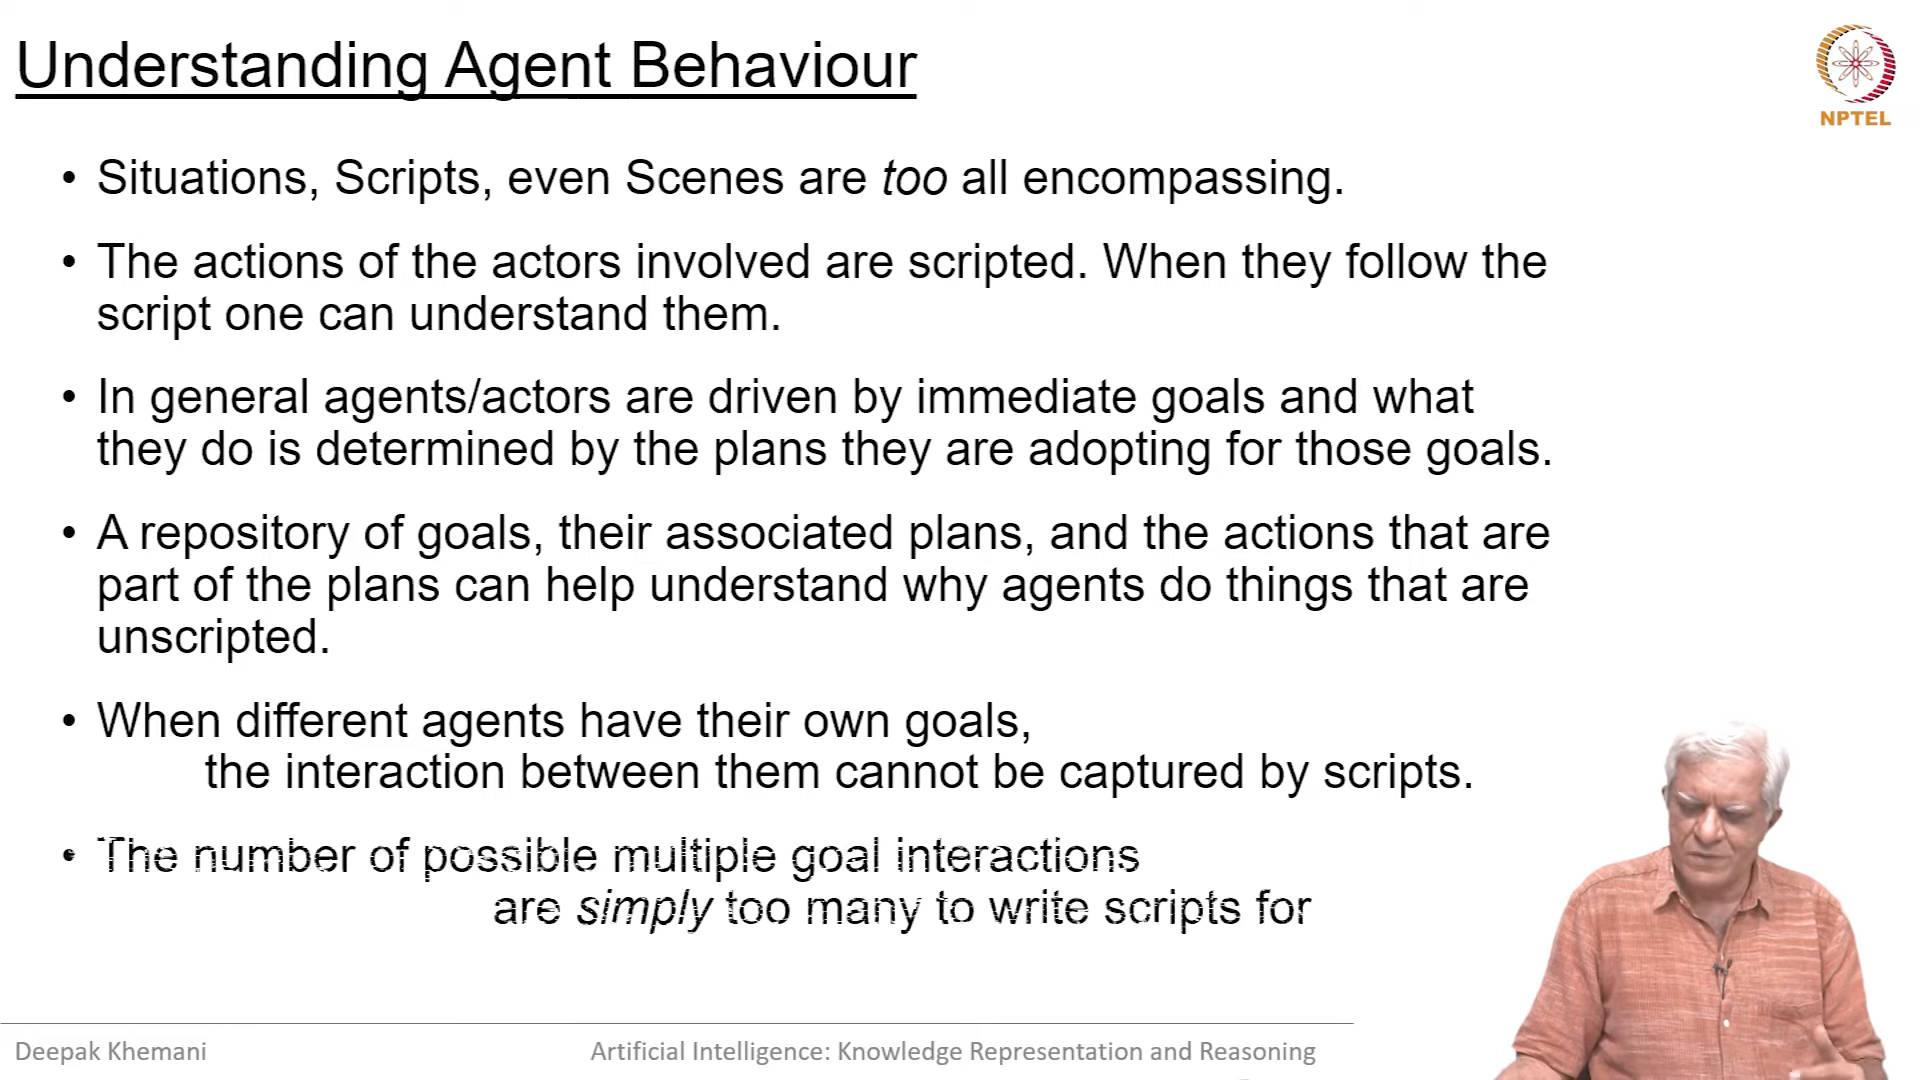 Understanding Agent Behaviour
NPTEL
• Situations, Scripts, even Scenes are too all encompassing.
• The actions of the actors involved are scripted. When they follow the
script one can understand them.
• In general agents/actors are driven by immediate goals and what
they do is determined by the plans they are adopting for those goals.
• A repository of goals, their associated plans, and the actions that are
part of the plans can help understand why agents do things that are
unscripted.
• When different agents have their own goals,
the interaction between them cannot be captured by scripts.
• The number of possible multiple goal interactions
are simply too many to write scripts for
Deepak Khemani
Artificial Intelligence: Knowledge Representation and Reasoning